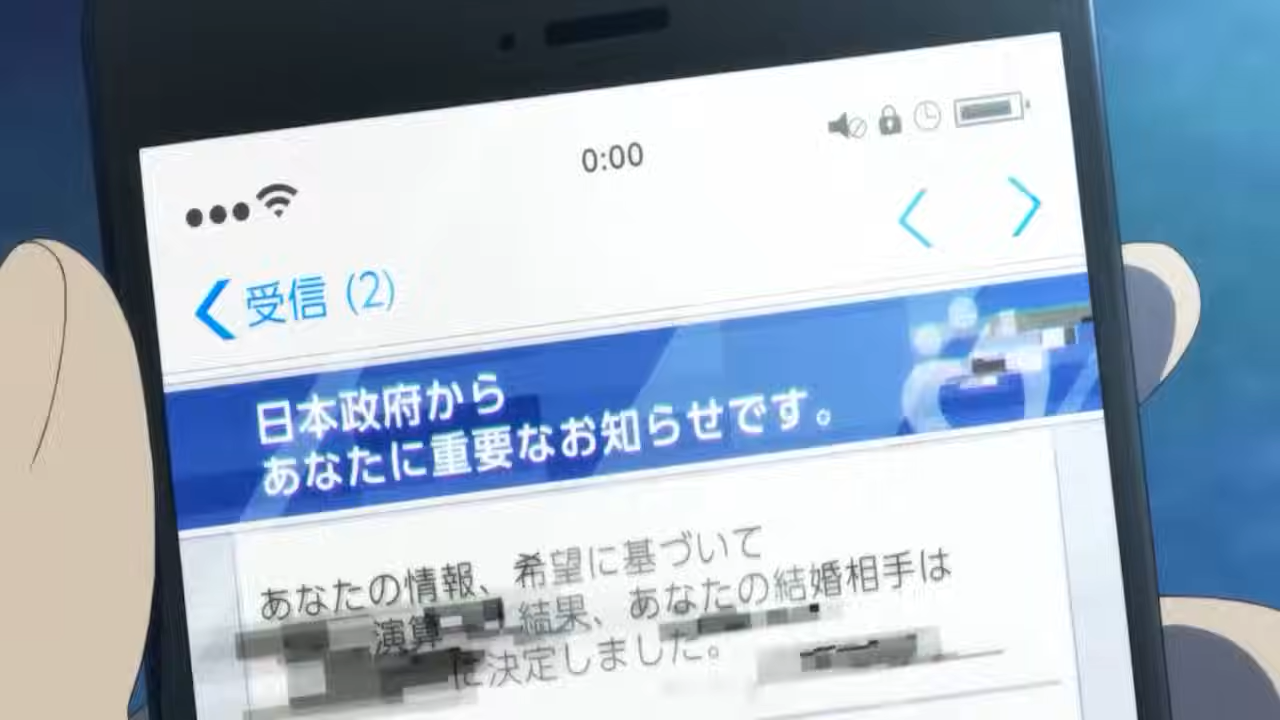 0:00
受信 (2)
日本政府から
あなたに重要なお知らせです。
あなたの情報、希望に基づいて
演算 結果、あなたの結婚相手は
に決定しました。